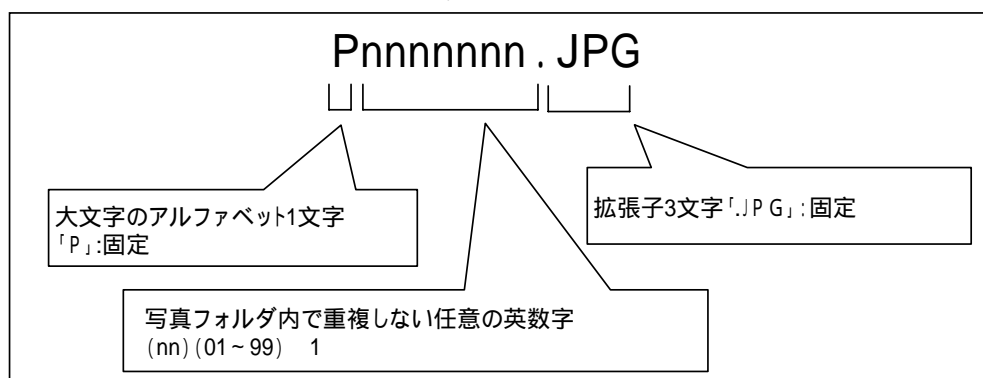 Pnnnnnnn.JPG
大文字のアルファベット1文字
「P」:固定
拡張子3文字「.JPG」:固定
写真フォルダ内で重複しない任意の英数字
(nn)(01~99) 1